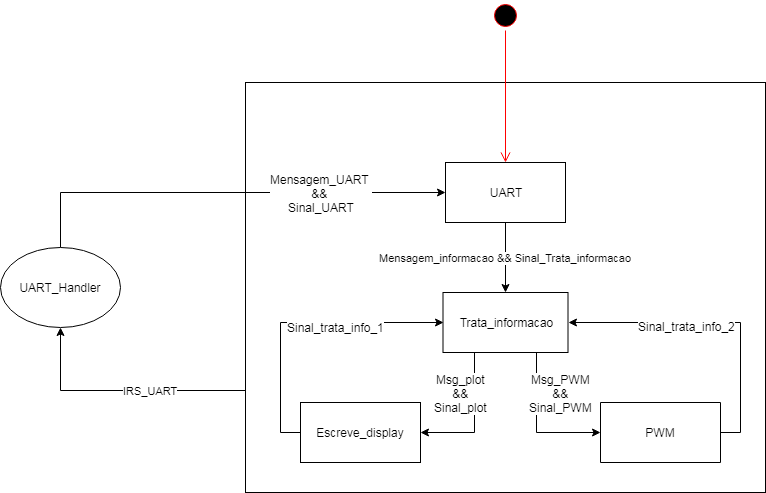 Mensagem_UART
&&
Sinal_UART
UART
Mensagem_informacao && Sinal_Trata_informacao
UART_Handler
Sinal_trata_info_1
Trata_informacao
Sinal_trata_info_2
Msg_plot
&&
Sinal_plot
Msg_PWM
&&
Sinal_PWM
IRS_UART
Escreve_display
PWM